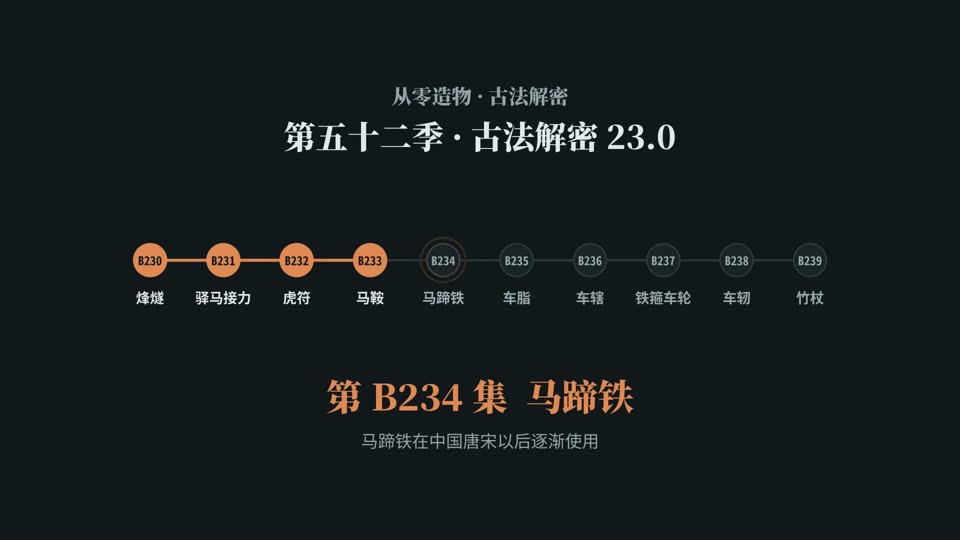 从零造物 · 古法解密
第五十二季 · 古法解密 23.0
B230 B231 B232 B233 B234 B235 B236 B237 B238 B239
烽燧 驿马接力 虎符 马鞍 马蹄铁 车脂 车辖 铁箍车轮 车轫 竹杖
第 B234 集 马蹄铁
马蹄铁在中国唐宋以后逐渐使用